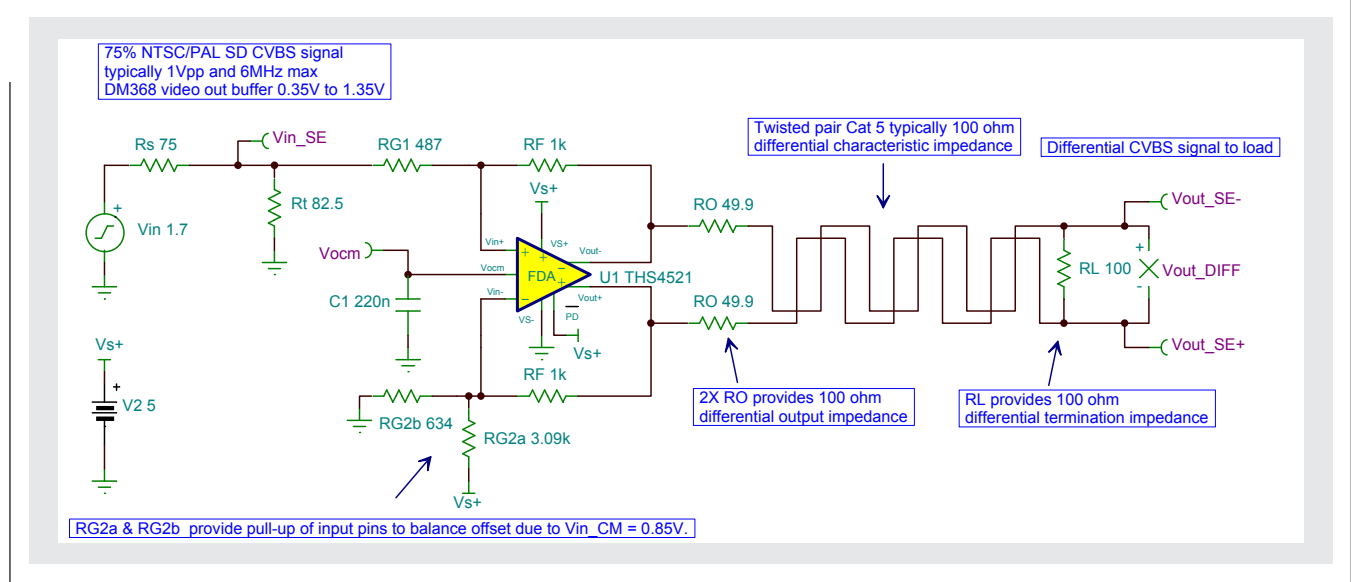 75% NTSC/PAL SD CVBS signal
typically 1Vpp and 6MHz max
DM368 video out buffer 0.35V to 1.35V
Rs 75
Vin_SE
RG1 487
RF 1k
Twisted pair Cat 5 typically 100 ohm
differential characteristic impedance
Differential CVBS signal to load
Vs+
Rt 82.5
RO 49.9
Vout_SE-
+
Vin 1.7
Vocm
Vin+
VS+
Vout-
+
+
−
Vocm
FDA
U1 THS4521
+
RL 100
Vout_DIFF
-
C1 220n
Vin-
−
+
Vout+
VS-
PD
RO 49.9
Vs+
Vs+
Vout_SE+
+
V2 5
RF 1k
RG2b 634
RG2a 3.09k
2X RO provides 100 ohm
differential output impedance
RL provides 100 ohm
differential termination impedance
Vs+
RG2a & RG2b provide pull-up of input pins to balance offset due to Vin_CM = 0.85V.